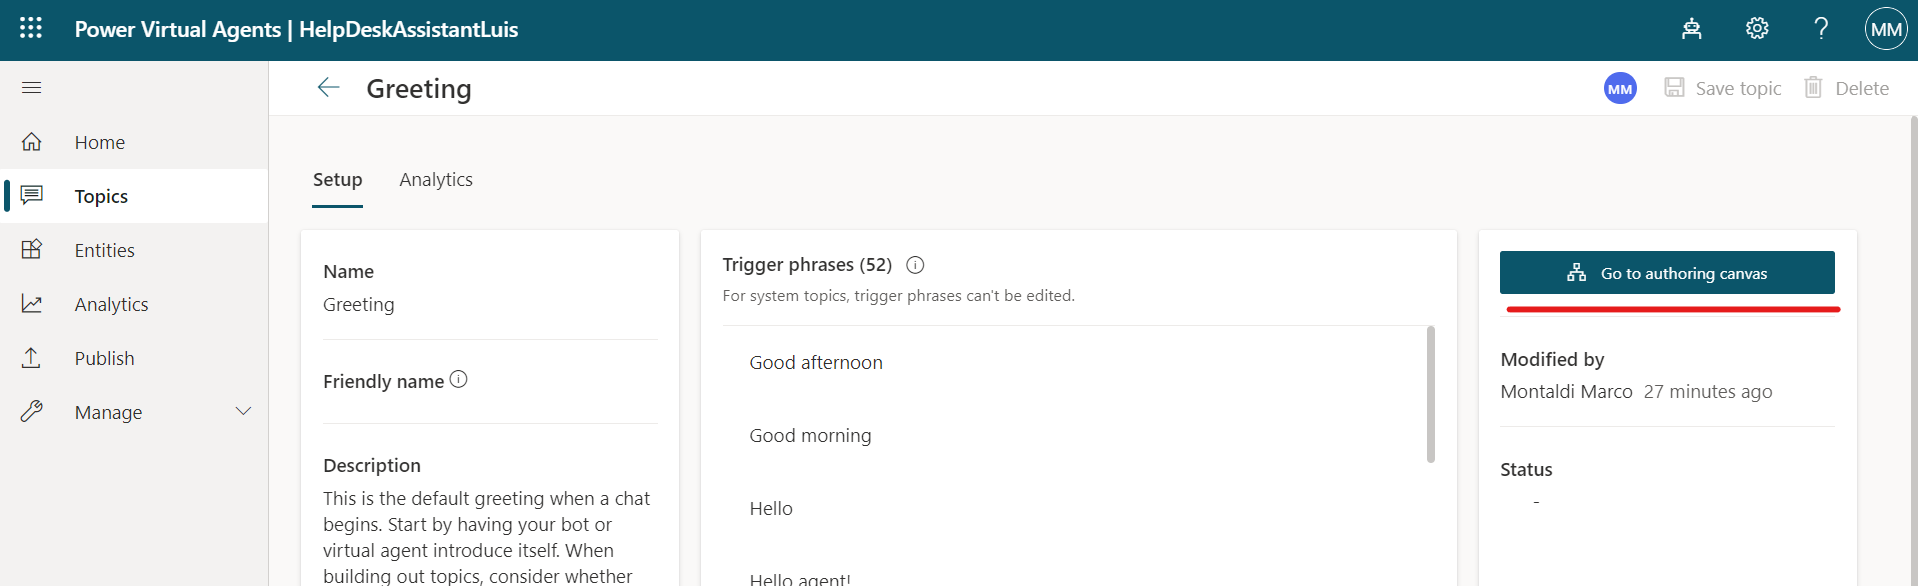 Power Virtual Agents | HelpDeskAssistantLuis
MM
Greeting
MM
Save topic
Delete
Home
Topics
Entities
Analytics
Publish
Manage
Setup
Analytics
Name
Greeting
Friendly name
Description
This is the default greeting when a chat
begins. Start by having your bot or
virtual agent introduce itself. When
building out topics, consider whether
Trigger phrases (52)
For system topics, trigger phrases can't be edited.
Good afternoon
Good morning
Hello
Hello agent!
Go to authoring canvas
Modified by
Montaldi Marco 27 minutes ago
Status
-